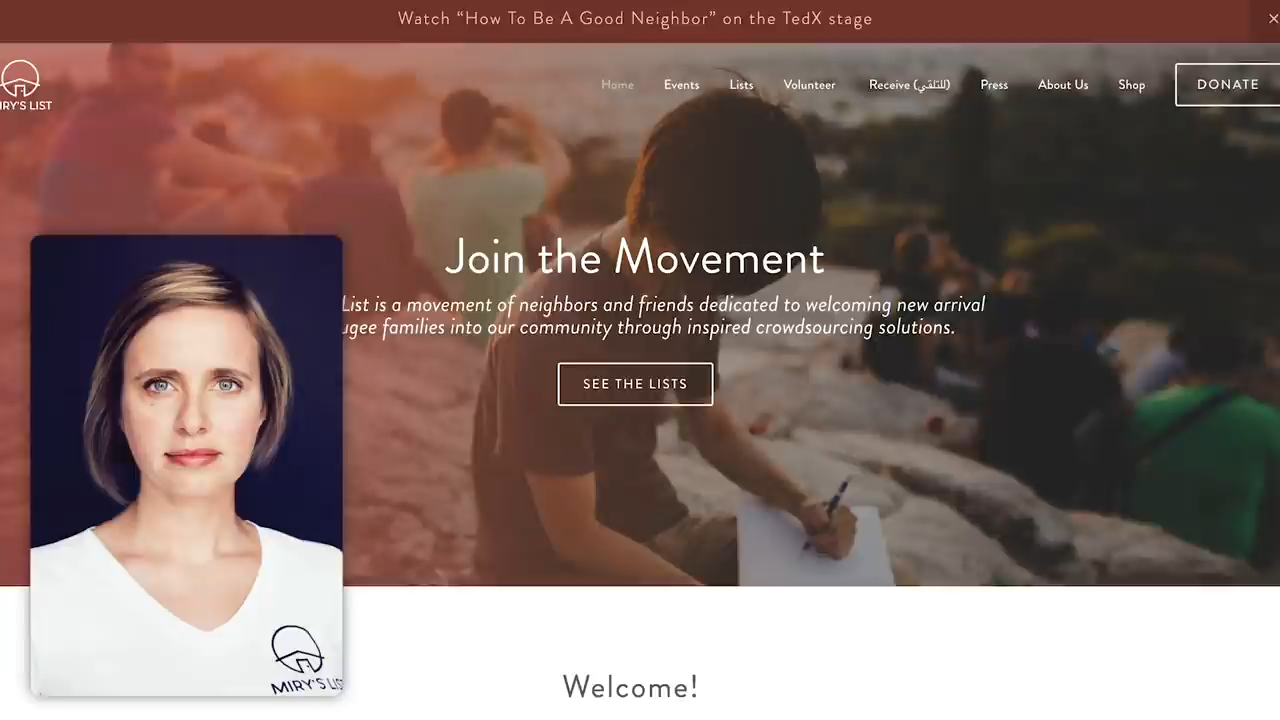 Watch “How To Be A Good Neighbor” on the TedX stage
×
IRY'S LIST
Home Events Lists Volunteer Receive (للتلقي) Press About Us Shop DONATE
Join the Movement
List is a movement of neighbors and friends dedicated to welcoming new arrival
ugee families into our community through inspired crowdsourcing solutions.
SEE THE LISTS
MIRY'S LIS
Welcome!